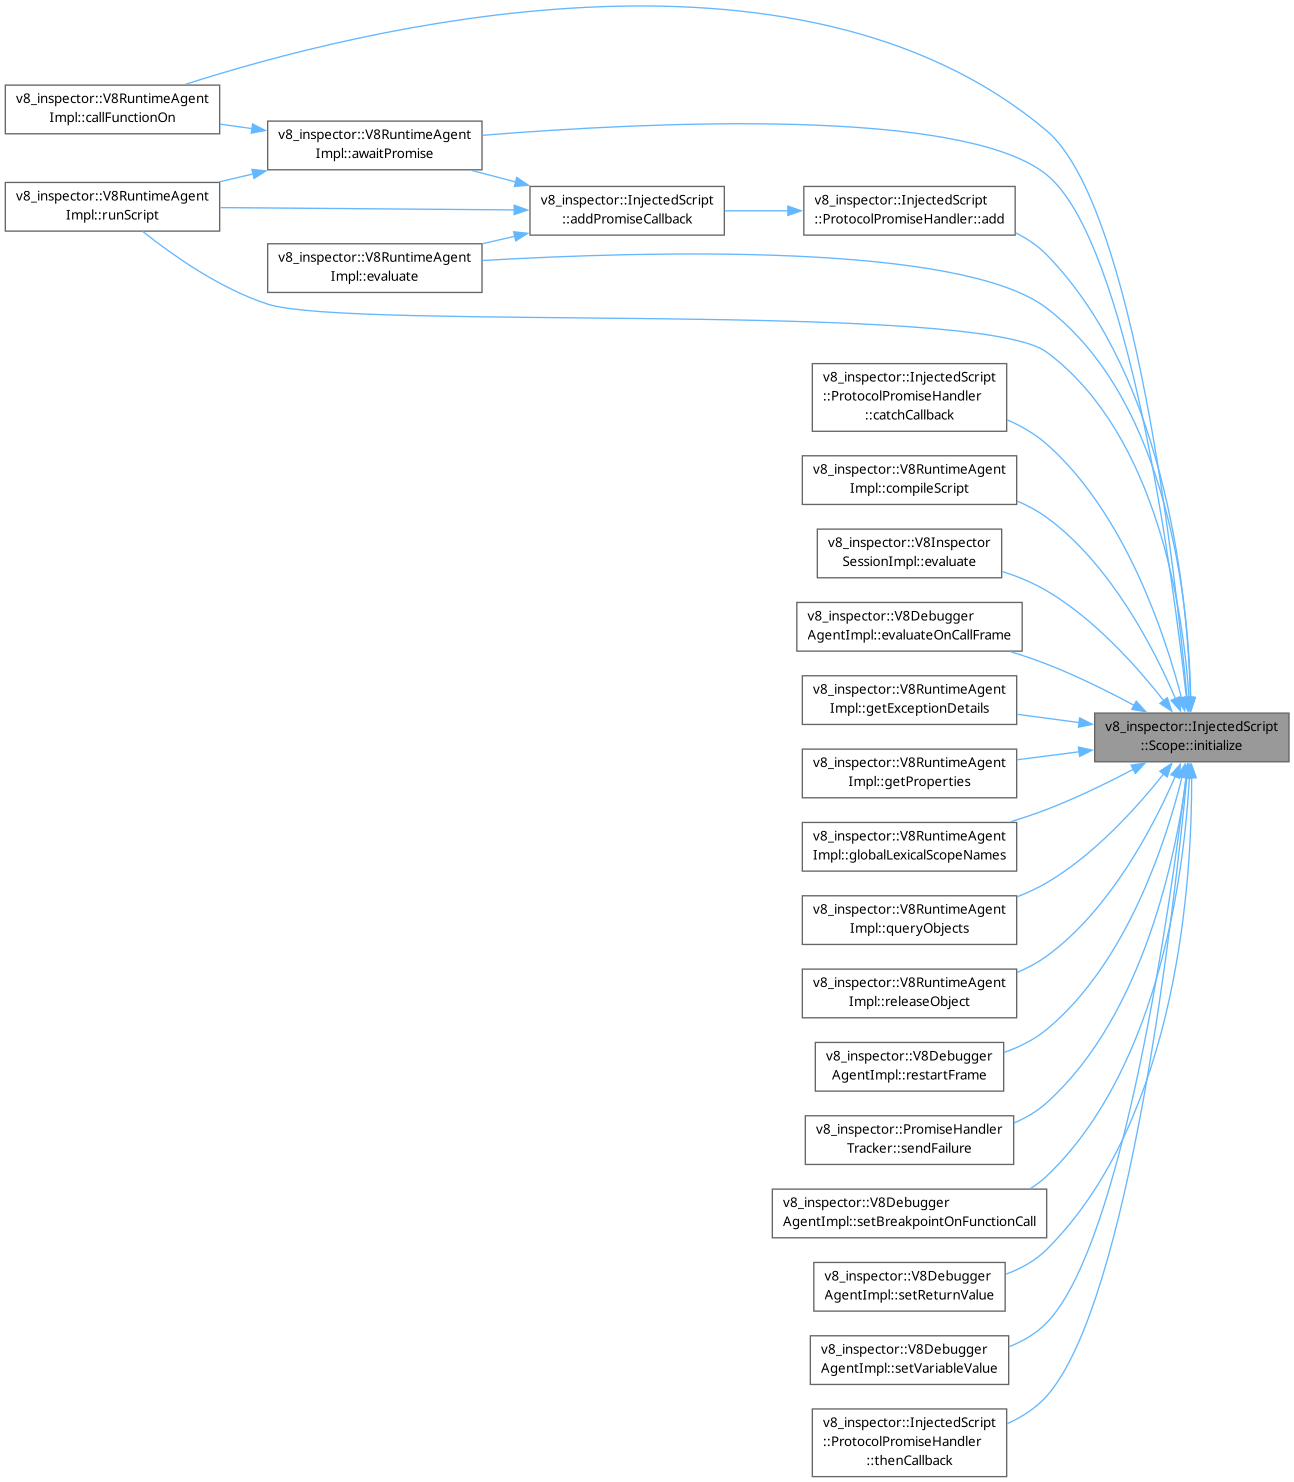 v8_inspector::V8RuntimeAgent
Impl::callFunctionOn
v8_inspector::V8RuntimeAgent
Impl::awaitPromise
v8_inspector::V8RuntimeAgent
Impl::runScript
v8_inspector::InjectedScript
::addPromiseCallback
v8_inspector::InjectedScript
::ProtocolPromiseHandler::add
v8_inspector::V8RuntimeAgent
Impl::evaluate
v8_inspector::InjectedScript
::ProtocolPromiseHandler
::catchCallback
v8_inspector::V8RuntimeAgent
Impl::compileScript
v8_inspector::V8Inspector
SessionImpl::evaluate
v8_inspector::V8Debugger
AgentImpl::evaluateOnCallFrame
v8_inspector::V8RuntimeAgent
Impl::getExceptionDetails
v8_inspector::InjectedScript
::Scope::initialize
v8_inspector::V8RuntimeAgent
Impl::getProperties
v8_inspector::V8RuntimeAgent
Impl::globalLexicalScopeNames
v8_inspector::V8RuntimeAgent
Impl::queryObjects
v8_inspector::V8RuntimeAgent
Impl::releaseObject
v8_inspector::V8Debugger
AgentImpl::restartFrame
v8_inspector::PromiseHandler
Tracker::sendFailure
v8_inspector::V8Debugger
AgentImpl::setBreakpointOnFunctionCall
v8_inspector::V8Debugger
AgentImpl::setReturnValue
v8_inspector::V8Debugger
AgentImpl::setVariableValue
v8_inspector::InjectedScript
::ProtocolPromiseHandler
::thenCallback